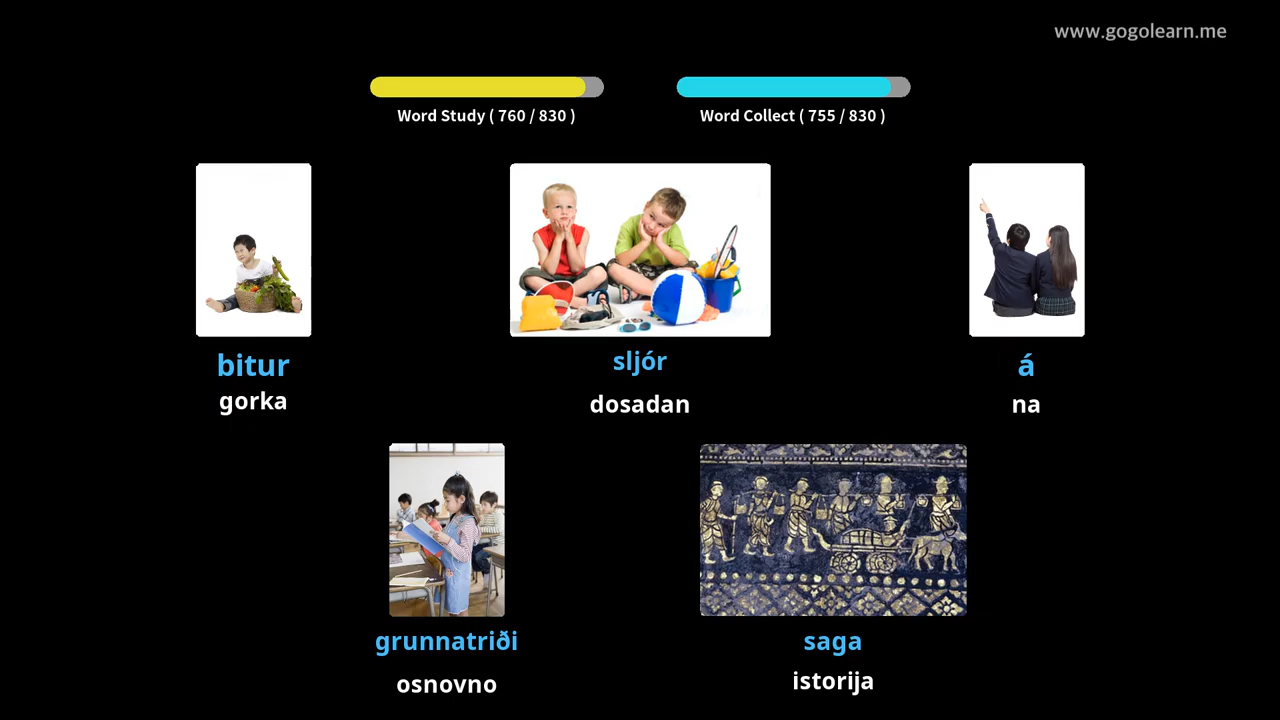 www.gogolearn.me
Word Study ( 760 / 830 )
Word Collect ( 755 / 830 )
bitur
gorka
sljór
dosadan
á
na
grunnatriði
osnovno
saga
istorija